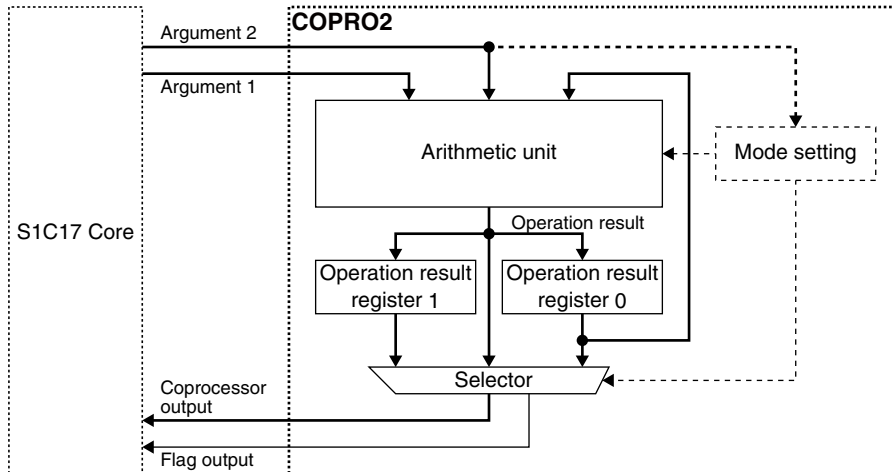 COPRO2
Argument 2
Argument 1
Arithmetic unit
Mode setting
S1C17 Core
Operation result
Operation result
register 1
Operation result
register 0
Selector
Coprocessor
output
Flag output